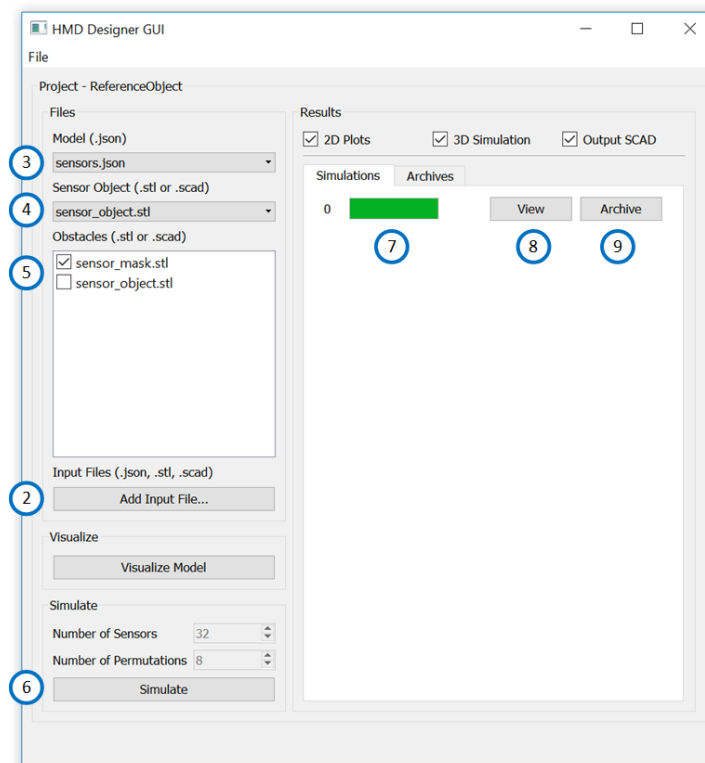 HMD Designer GUI
File
Project - ReferenceObject
Files
Model (.json)
3
sensors.json
Sensor Object (.stl or .scad)
4
sensor_object.stl
Obstacles (.stl or .scad)
5
sensor_mask.stl
sensor_object.stl
Input Files (.json, .stl, .scad)
2
Add Input File...
Visualize
Visualize Model
Simulate
Number of Sensors 32
Number of Permutations 8
6
Simulate
Results
2D Plots 3D Simulation Output SCAD
Simulations Archives
0 View Archive
7 8 9